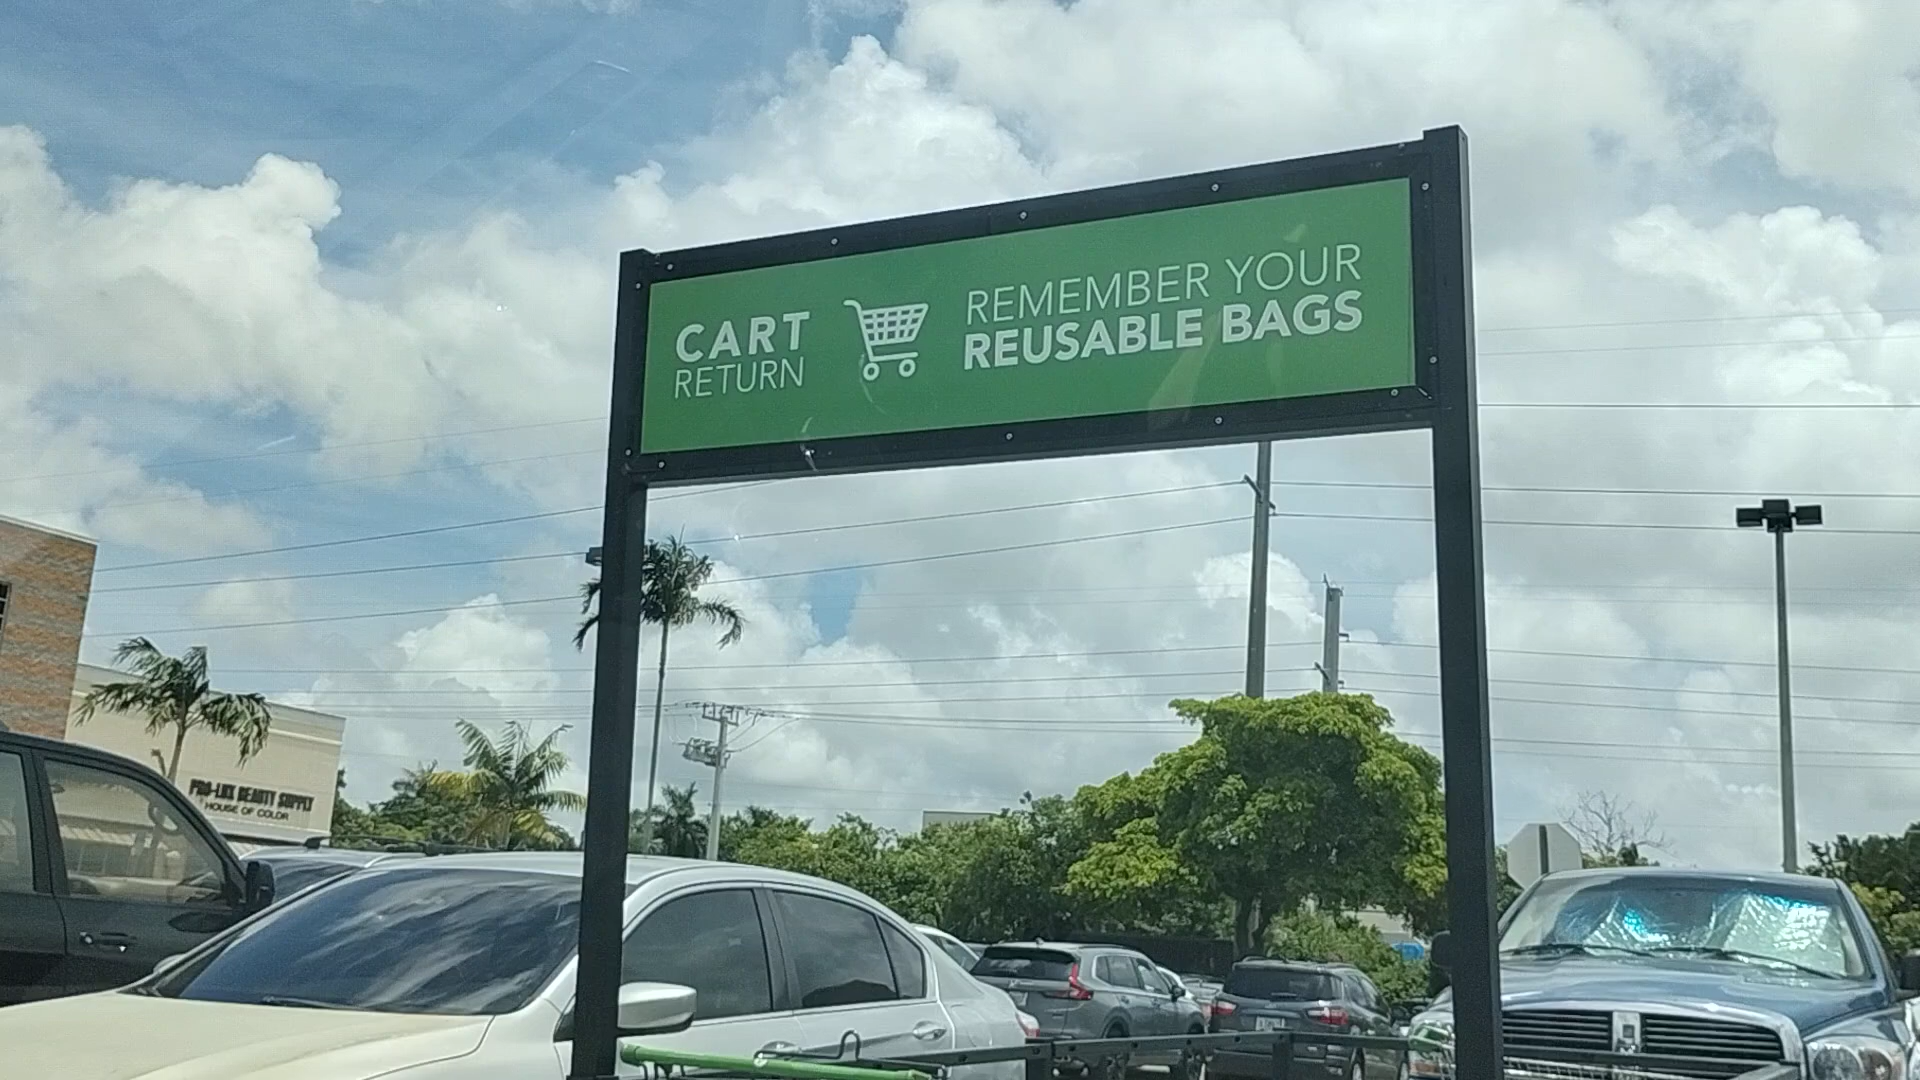 CART
RETURN
REMEMBER YOUR
REUSABLE BAGS
PRO-LUX BEAUTY SUPPLY
HOUSE OF COLOR